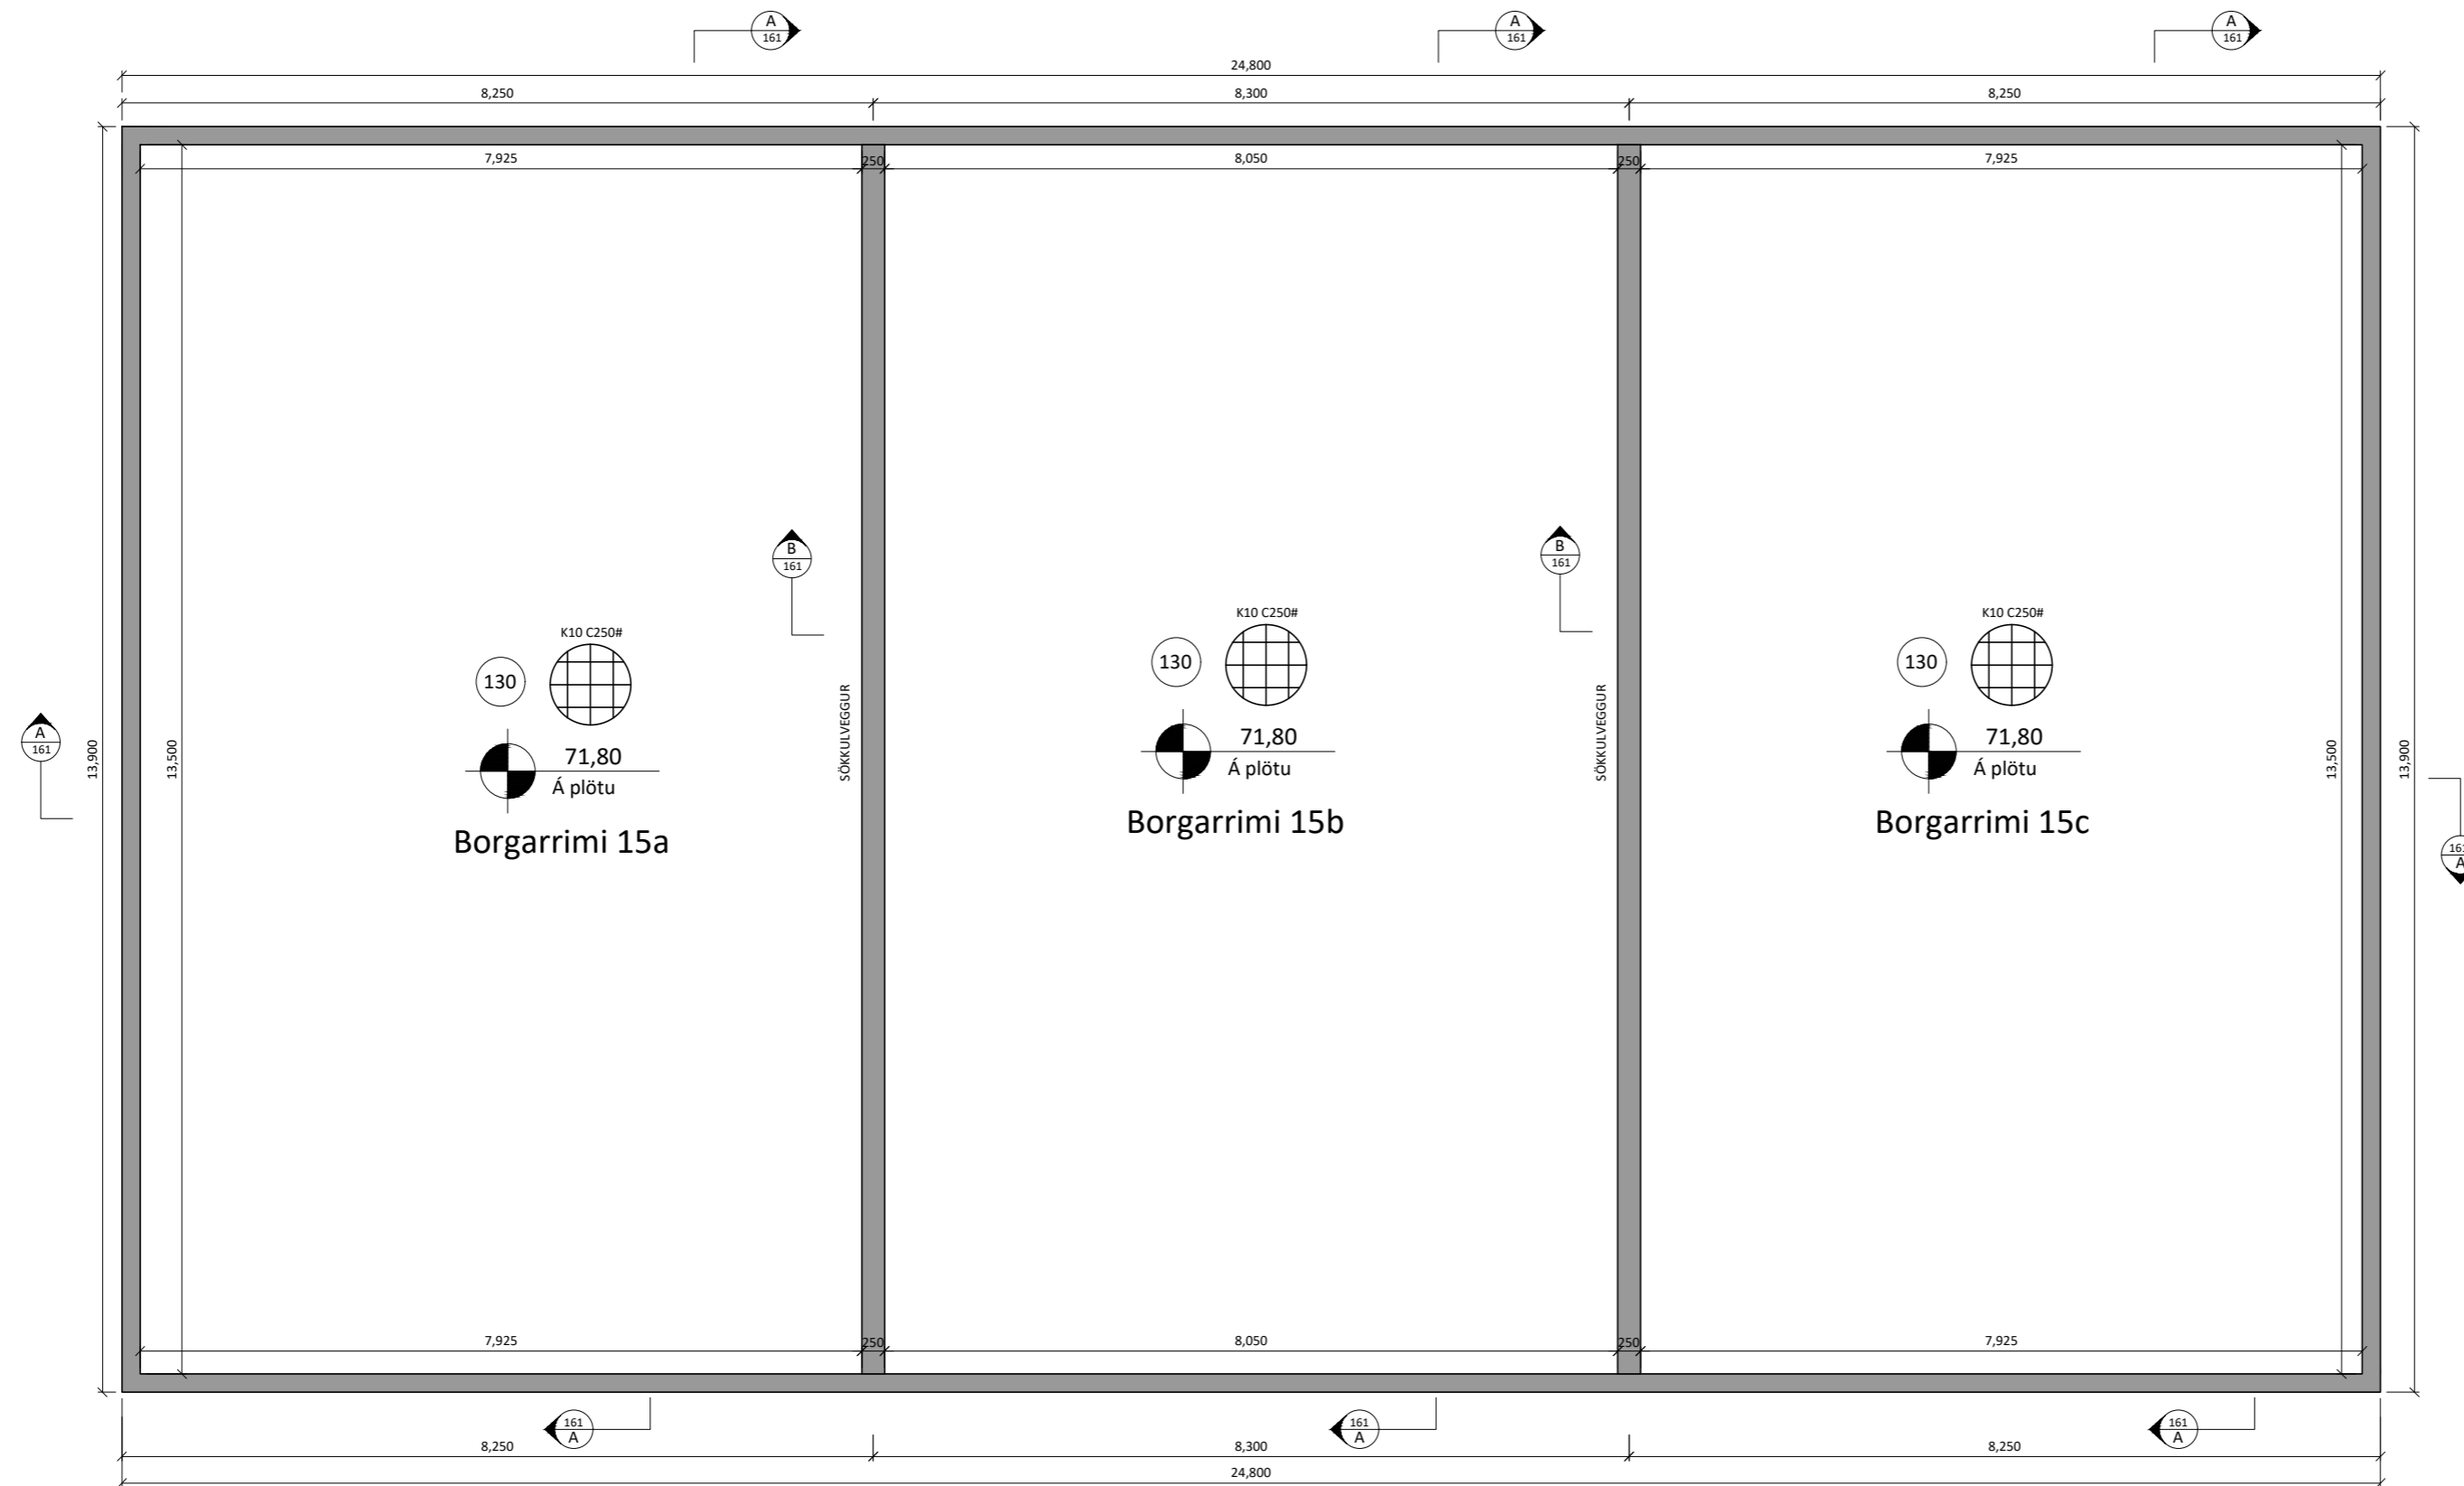 A
161
A
161
A
161
24,800
8,250
8,300
8,250
7,925
250
8,050
250
7,925
B
161
B
161
K10 C250#
130
K10 C250#
130
K10 C250#
130
SÖKKULVEGGUR
SÖKKULVEGGUR
A
161
13,900
13,500
71,80
Á plötu
71,80
Á plötu
71,80
Á plötu
13,500
13,900
Borgarrimi 15a
Borgarrimi 15b
Borgarrimi 15c
161
A
7,925
250
8,050
250
7,925
161
A
161
A
161
A
8,250
8,300
8,250
24,800